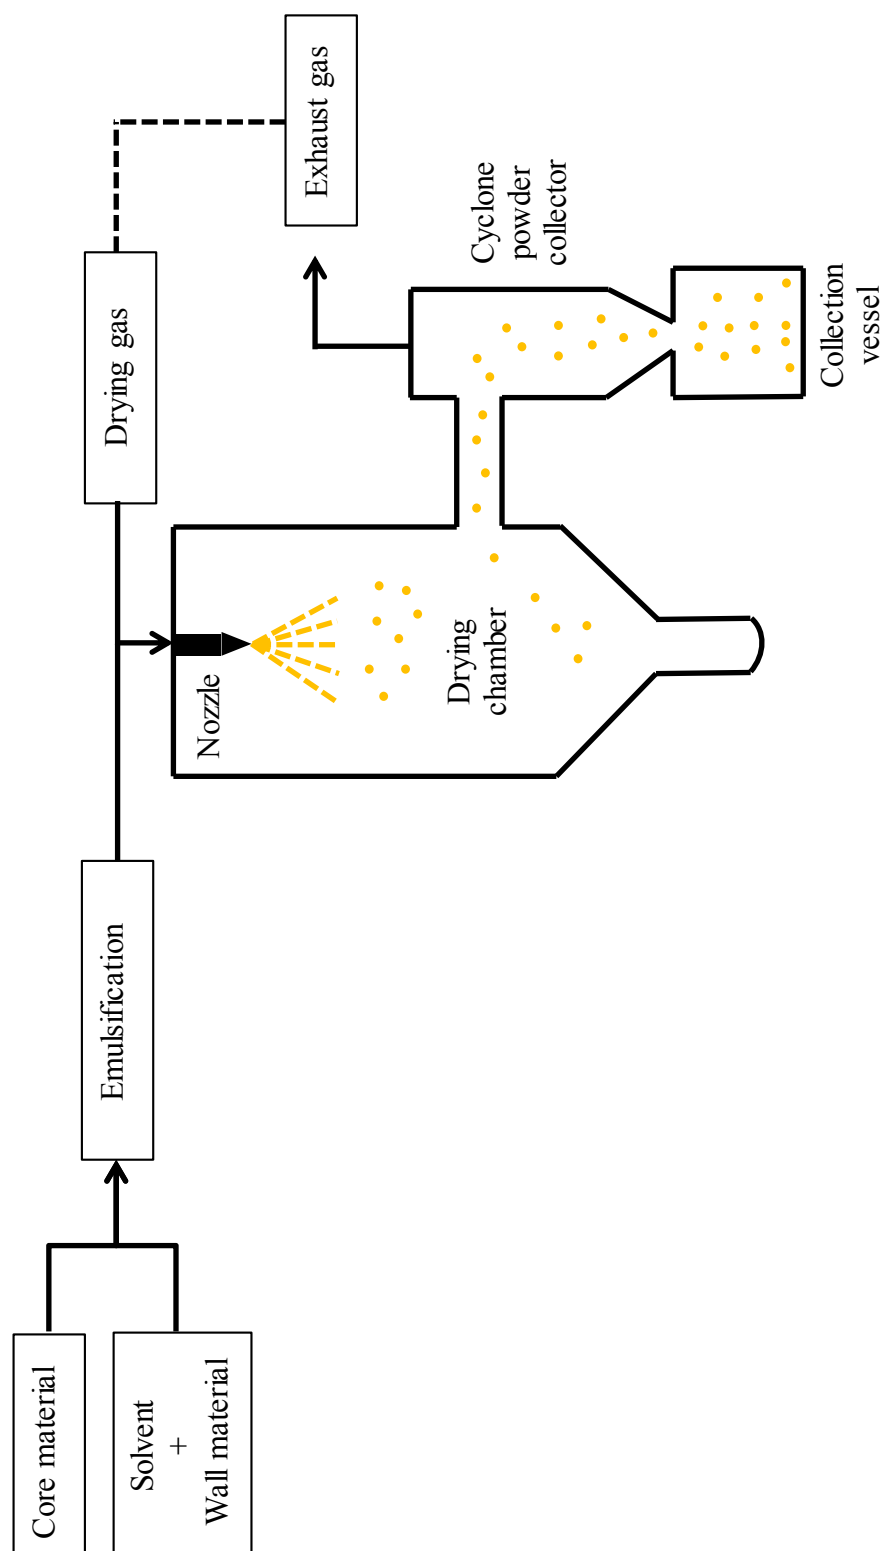 Core material
Solvent
+
Wall material
Emulsification
Drying gas
Exhaust gas
Nozzle
Drying
chamber
Cyclone
powder
collector
Collection
vessel